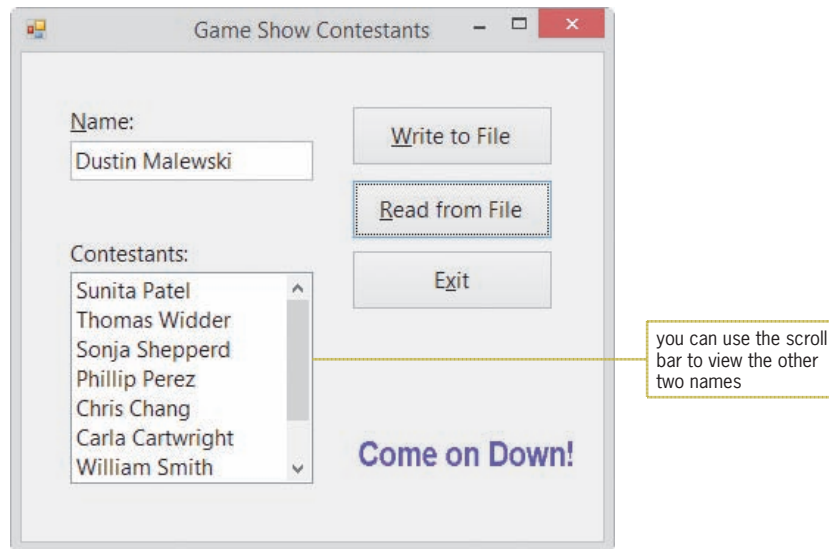 Game Show Contestants
Name:
Dustin Malewski
Write to File
Read from File
Exit
Contestants:
Sunita Patel
Thomas Widder
Sonja Shepperd
Phillip Perez
Chris Chang
Carla Cartwright
William Smith
Come on Down!
you can use the scroll
bar to view the other
two names